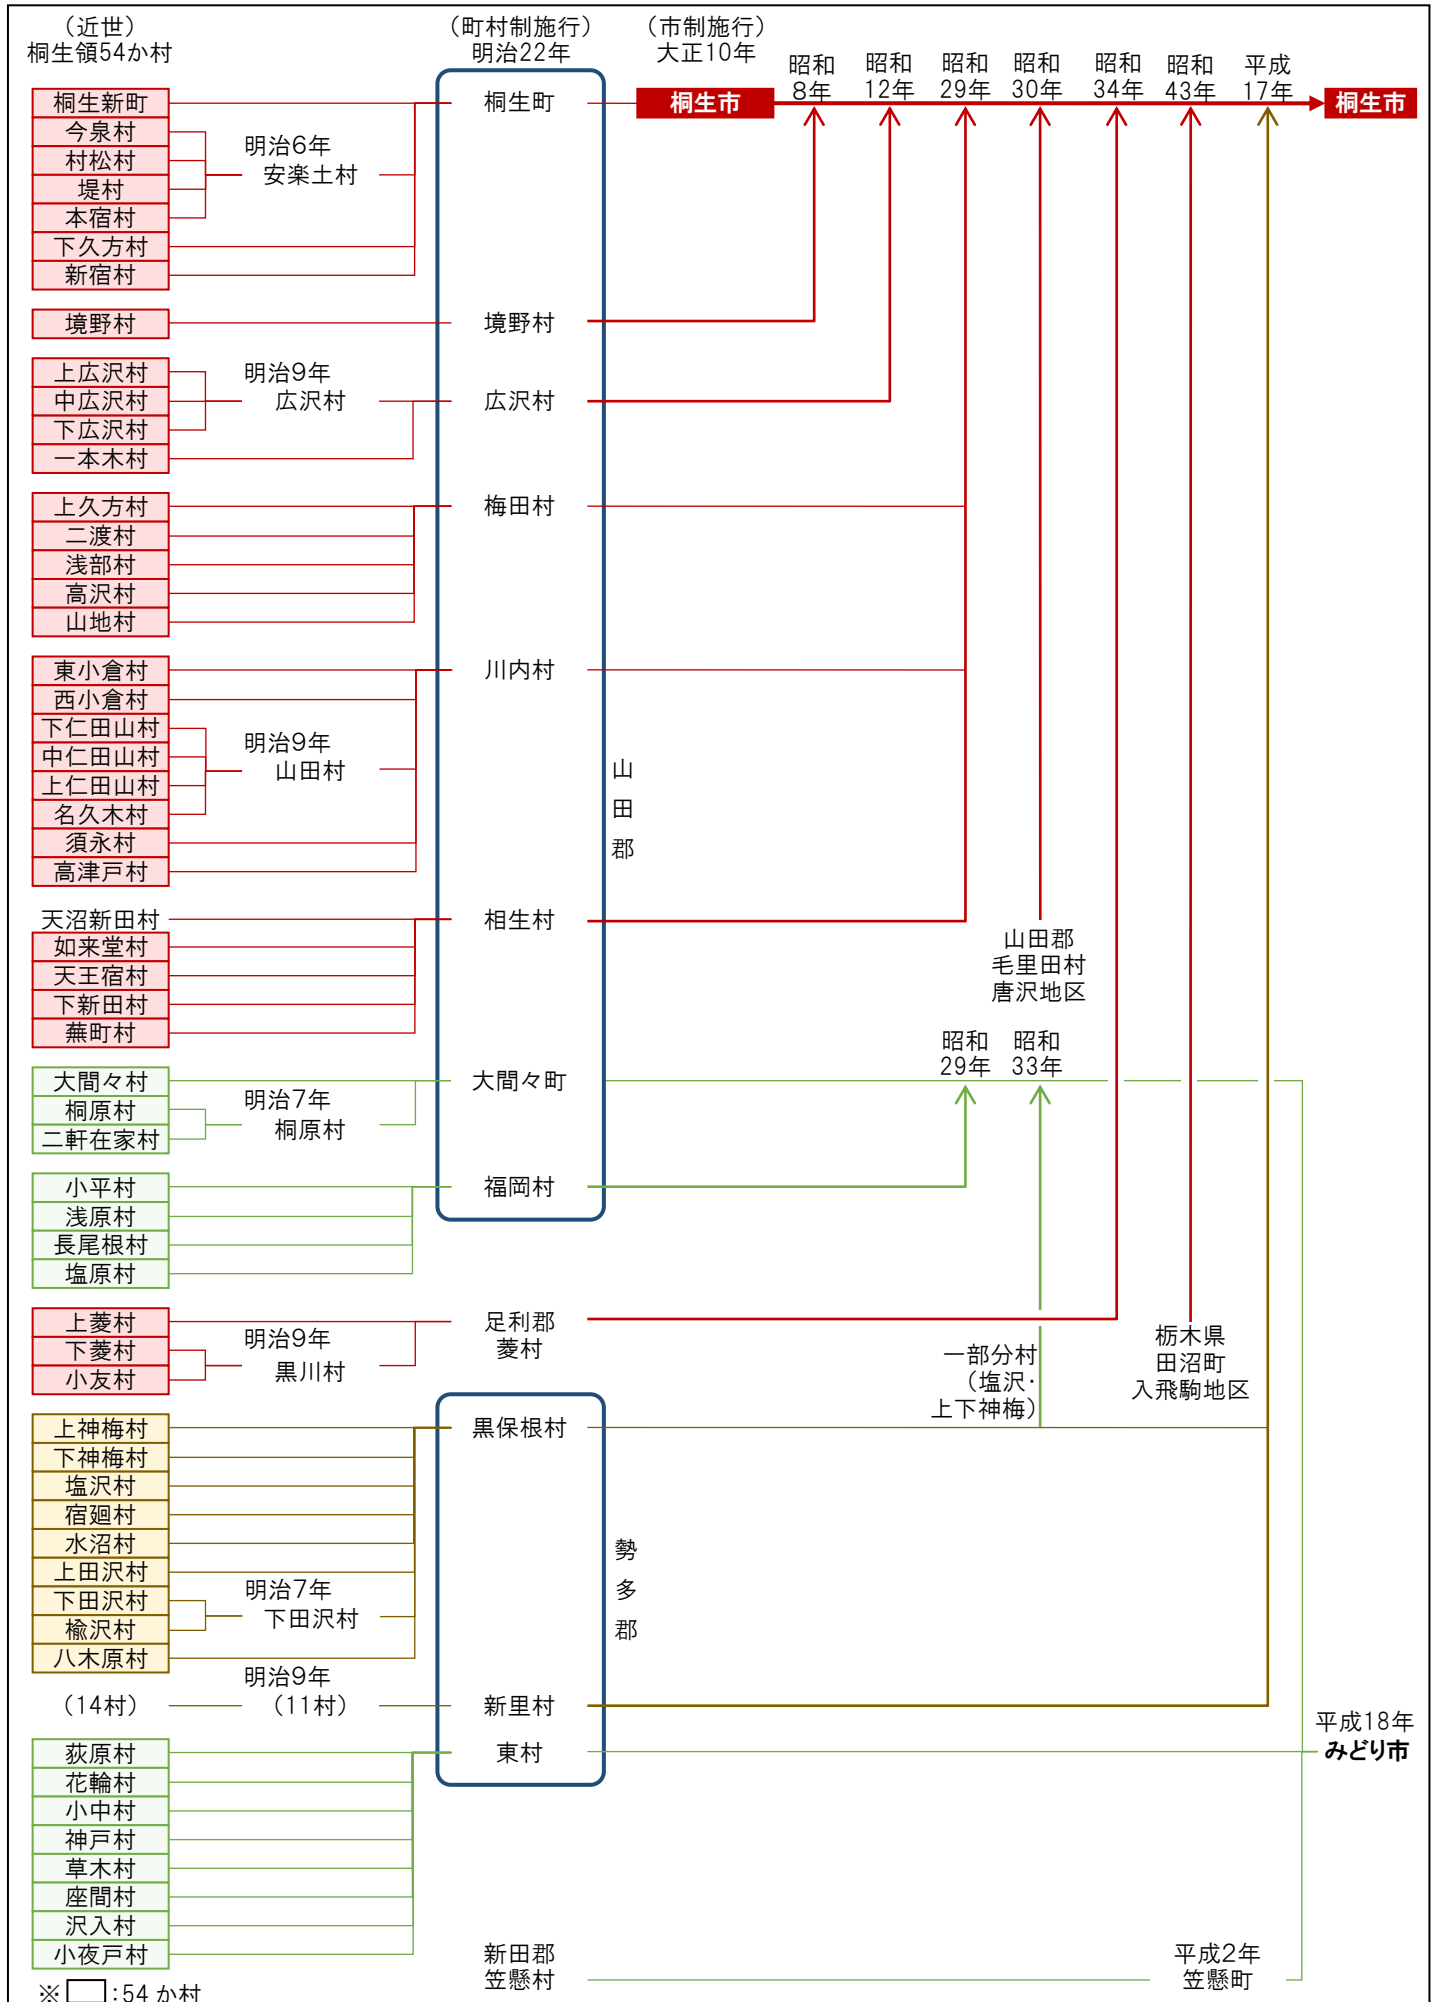 （近世）
桐生領54か村
（町村制施行）
明治22年
（市制施行）
大正10年
昭和
8年
昭和
12年
昭和
29年
昭和
30年
昭和
34年
昭和
43年
平成
17年
桐生新町
今泉村
村松村
堤村
本宿村
下久方村
新宿村
明治6年
安楽土村
桐生町
桐生市
桐生市
境野村
境野村
上広沢村
中広沢村
下広沢村
一本木村
明治9年
広沢村
広沢村
上久方村
二渡村
浅部村
高沢村
山地村
梅田村
東小倉村
西小倉村
下仁田山村
中仁田山村
上仁田山村
名久木村
須永村
高津戸村
明治9年
山田村
川内村
山田郡
天沼新田村
如来堂村
天王宿村
下新田村
蕪町村
相生村
山田郡
毛里田村
唐沢地区
大間々村
桐原村
二軒在家村
明治7年
桐原村
大間々町
昭和
29年
昭和
33年
小平村
浅原村
長尾根村
塩原村
福岡村
上菱村
下菱村
小友村
明治9年
黒川村
足利郡
菱村
一部分村
（塩沢・
上下神梅）
栃木県
田沼町
入飛駒地区
上神梅村
下神梅村
塩沢村
宿廻村
水沼村
上田沢村
下田沢村
楡沢村
八木原村
明治7年
下田沢村
黒保根村
勢多郡
（14村）
明治9年
（11村）
新里村
荻原村
花輪村
小中村
神戸村
草木村
座間村
沢入村
小夜戸村
東村
平成18年
みどり市
新田郡
笠懸村
平成2年
笠懸町
※　：54か村